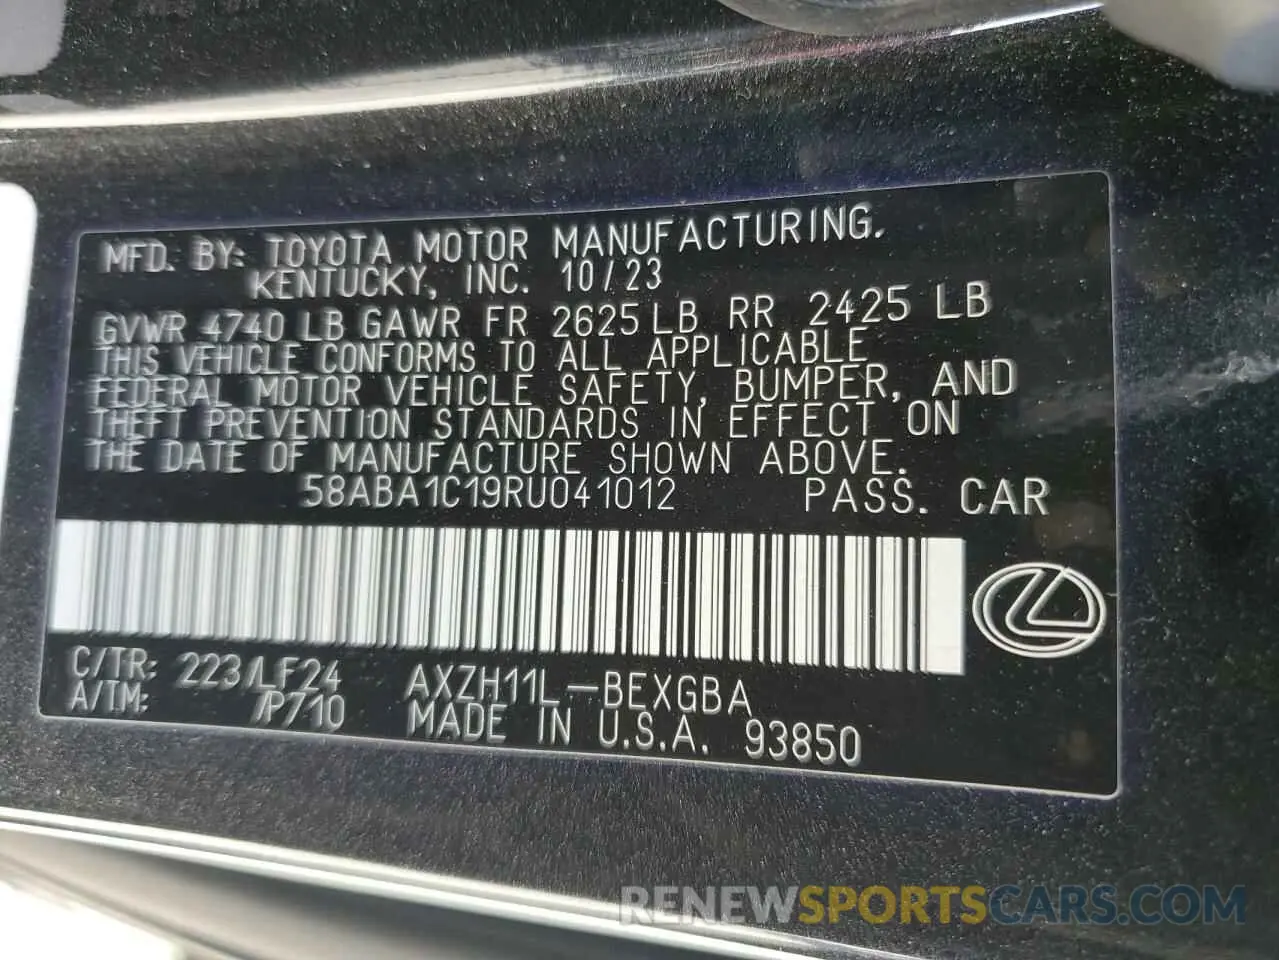 MFD. BY: TOYOTA MOTOR MANUFACTURING.
KENTUCKY, INC. 10/23
GVWR 4740 LB GAWR FR 2625 LB RR 2425 LB
THIS VEHICLE CONFORMS TO ALL APPLICABLE
FEDERAL MOTOR VEHICLE SAFETY, BUMPER, AND
THEFT PREVENTION STANDARDS IN EFFECT ON
THE DATE OF MANUFACTURE SHOWN ABOVE.
58ABA1C19RU041012 PASS. CAR
C/TR: 223/LF24 AXZH11L-BEXGBA
A/TM: /P710 MADE IN U.S.A. 93850
RENEWSPORTSCARS.COM